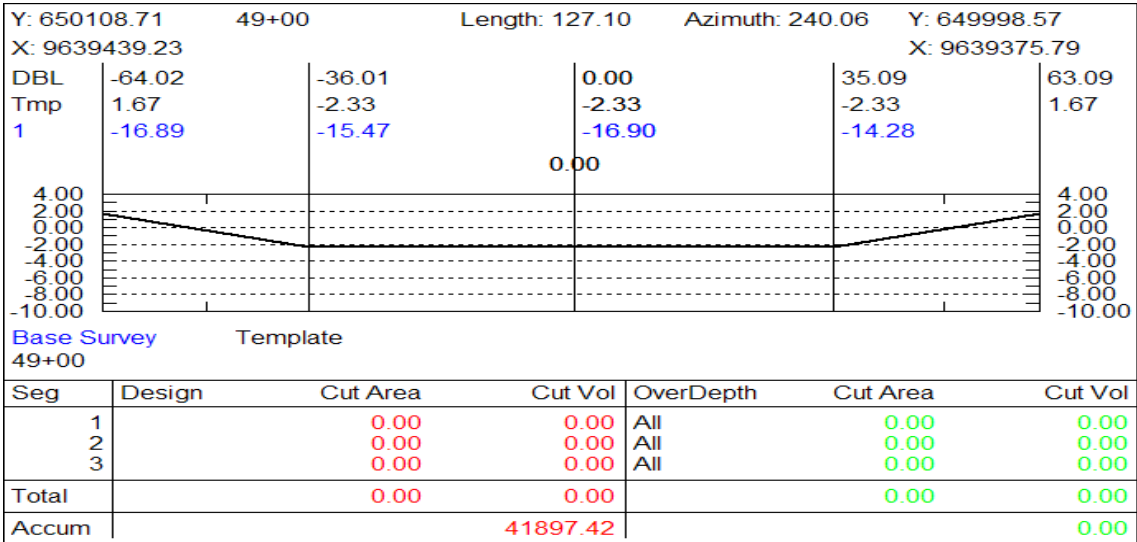 Y: 650108.71 49+00 Length: 127.10 Azimuth: 240.06 Y: 649998.57
X: 9639439.23 X: 9639375.79
DBL -64.02 -36.01 0.00 35.09 63.09
Tmp 1.67 -2.33 -2.33 -2.33 1.67
1 -16.89 -15.47 -16.90 -14.28
0.00
4.00 4.00
2.00 2.00
0.00 0.00
-2.00 -2.00
-4.00 -4.00
-6.00 -6.00
-8.00 -8.00
-10.00 -10.00
Base Survey Template
49+00
Seg Design Cut Area Cut Vol OverDepth Cut Area Cut Vol
1 0.00 0.00 All 0.00 0.00
2 0.00 0.00 All 0.00 0.00
3 0.00 0.00 All 0.00 0.00
Total 0.00 0.00 0.00 0.00
Accum 41897.42 0.00